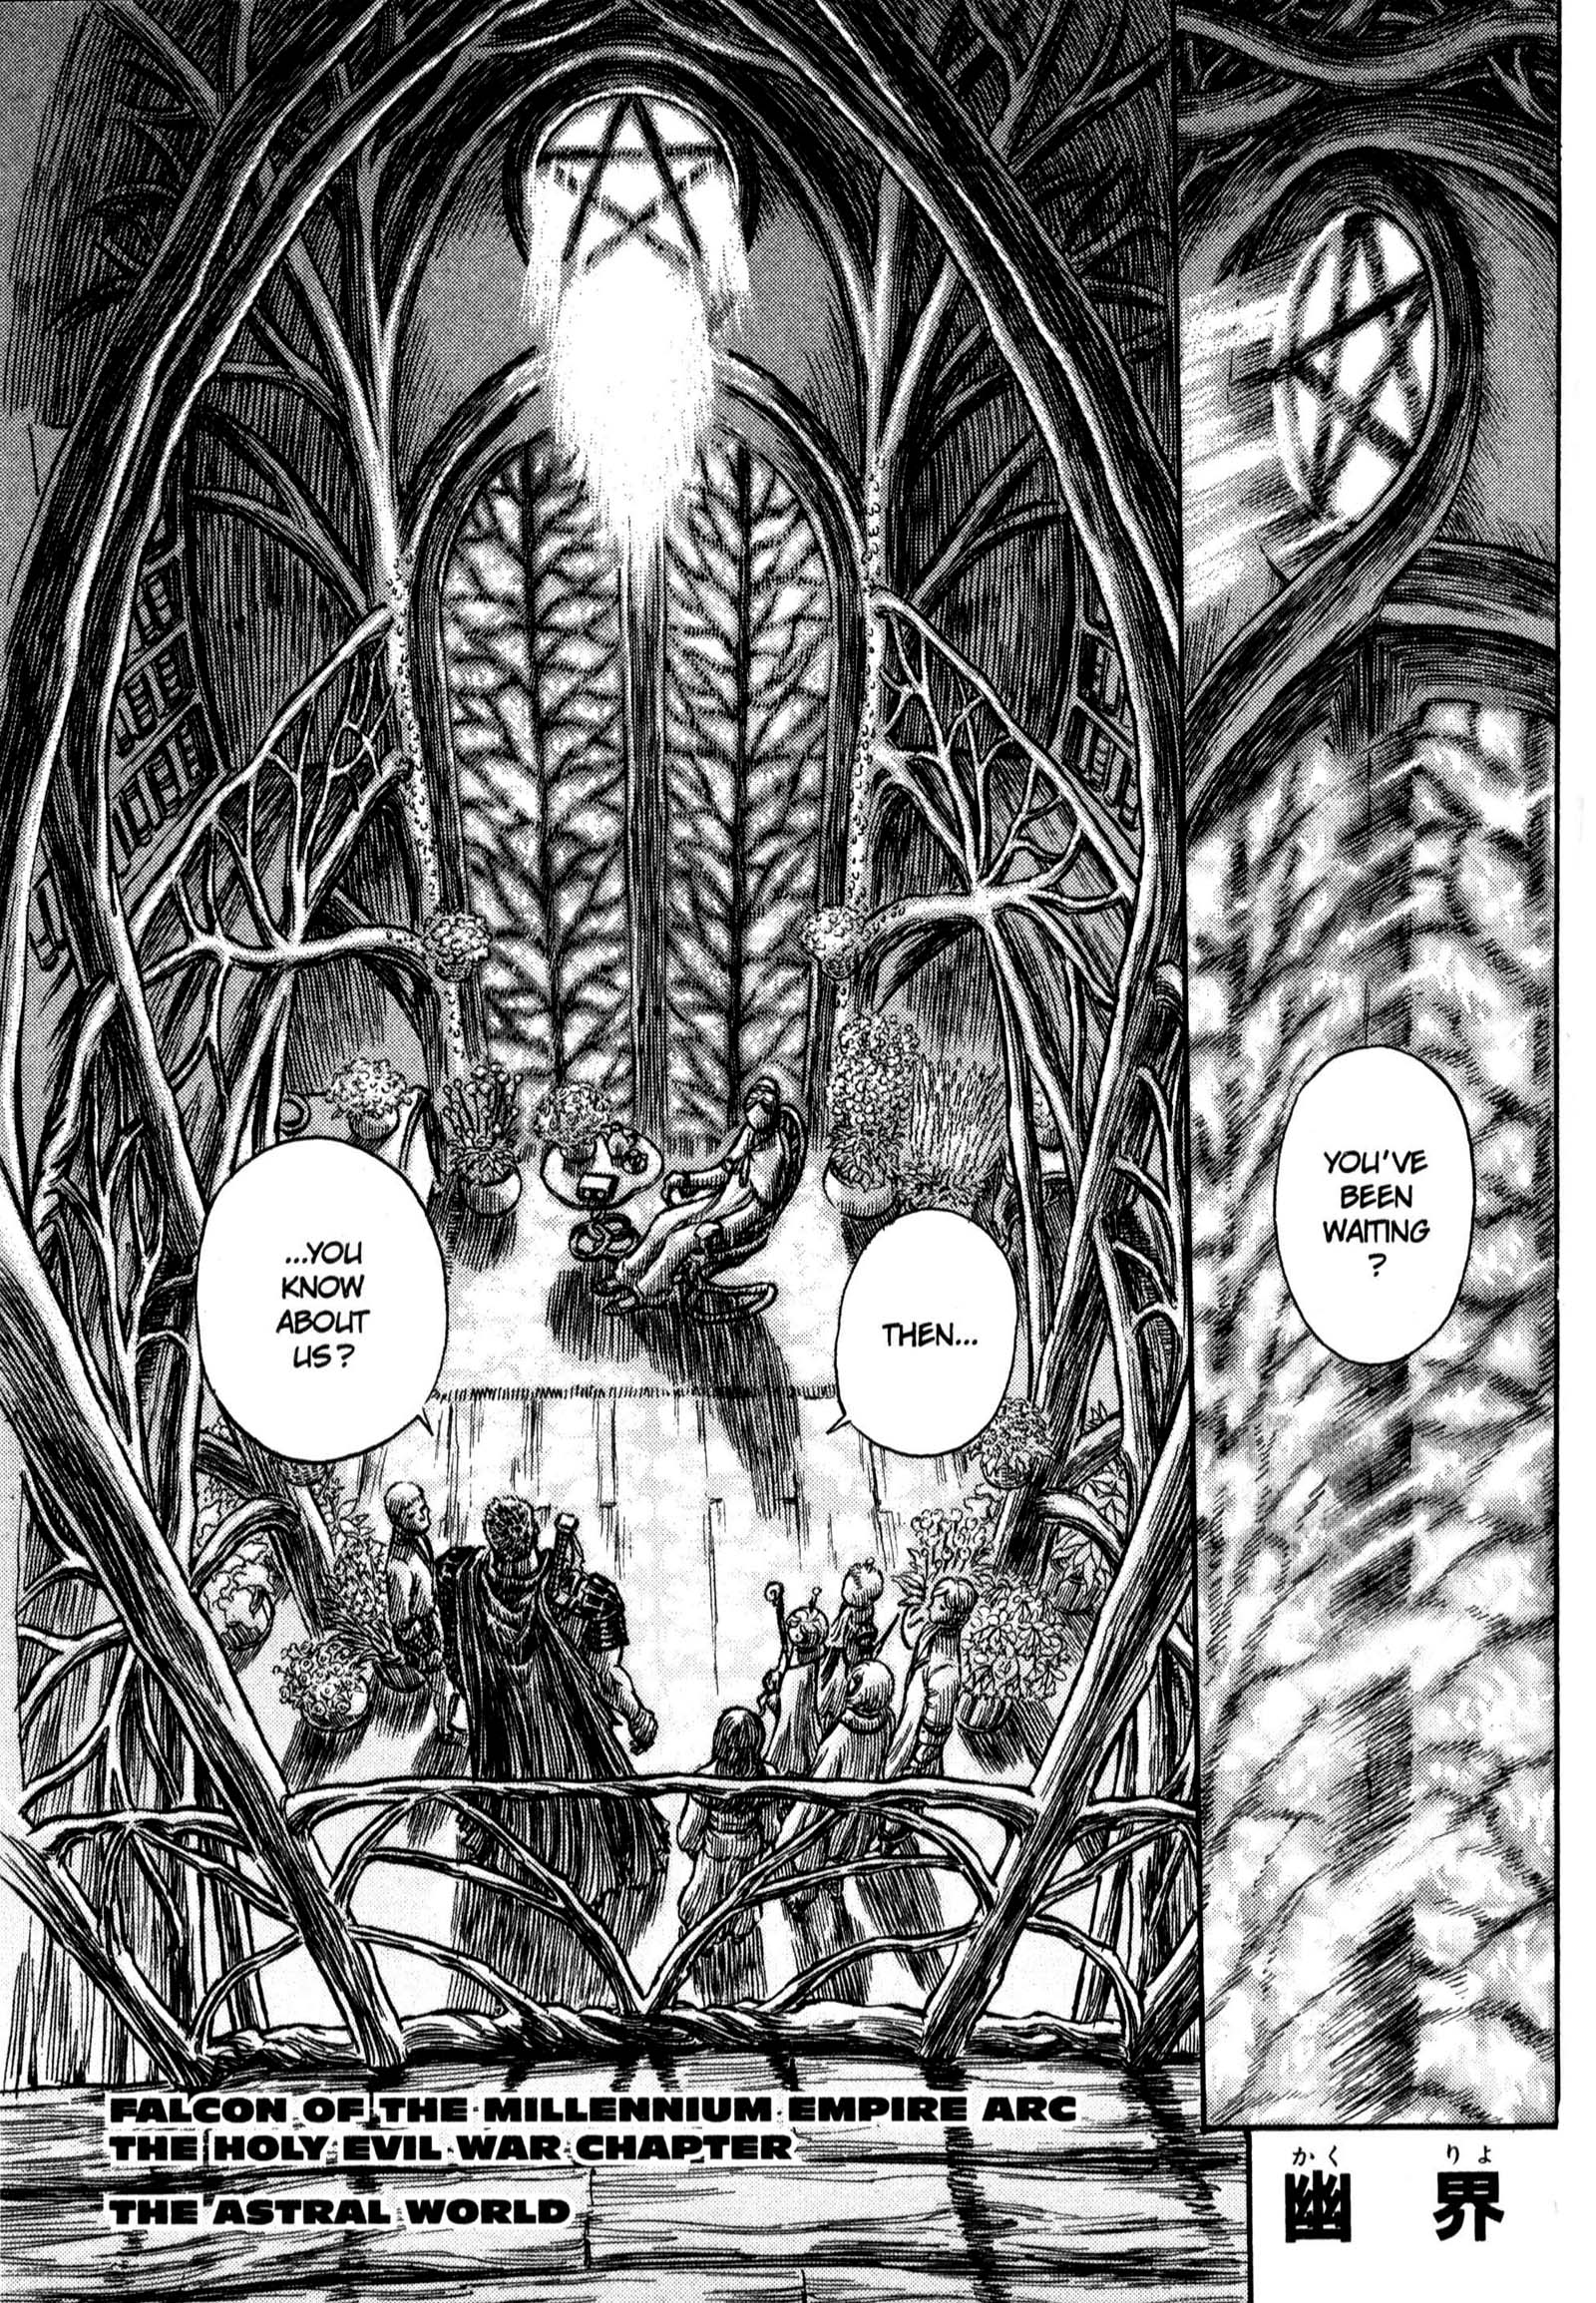 YOU'VE
BEEN
WAITING
?
THEN...
...YOU
KNOW
ABOUT
US?
FALCON OF THE MILLENNIUM EMPIRE ARC
THE HOLY EVIL WAR CHAPTER
THE ASTRAL WORLD
かく りよ
幽界